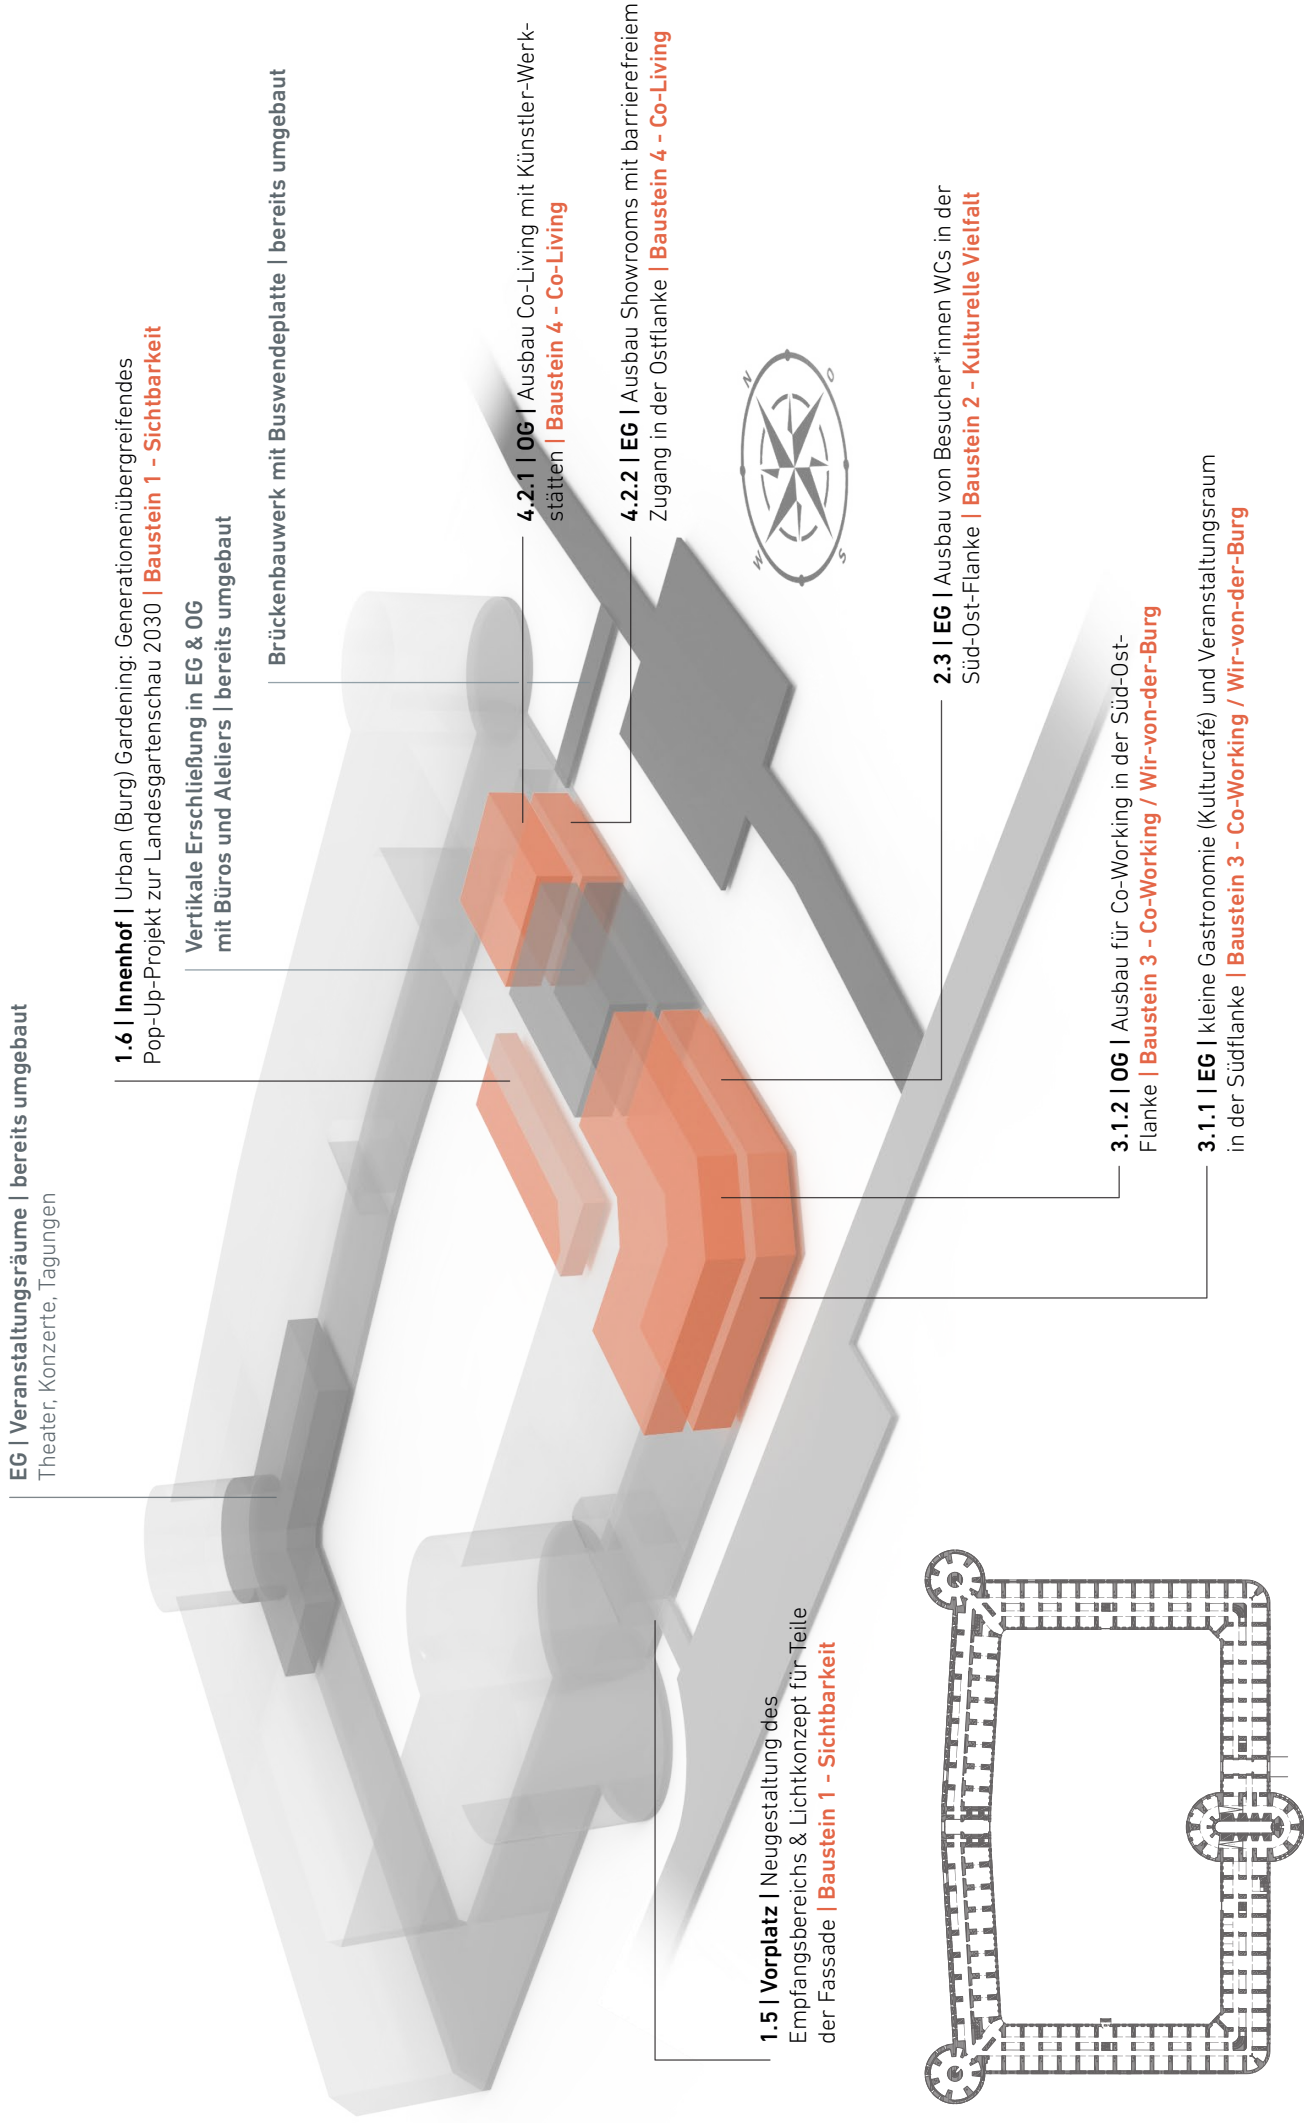 EG | Veranstaltungsräume | bereits umgebaut
Theater, Konzerte, Tagungen
1.6 | Innenhof | Urban (Burg) Gardening: Generationenübergreifendes
Pop-Up-Projekt zur Landesgartenschau 2030 | Baustein 1 - Sichtbarkeit
Vertikale Erschließung in EG & OG
mit Büros und Aleliers | bereits umgebaut
Brückenbauwerk mit Buswendeplatte | bereits umgebaut
4.2.1 | OG | Ausbau Co-Living mit Künstler-Werk-
stätten | Baustein 4 - Co-Living
4.2.2 | EG | Ausbau Showrooms mit barrierefreiem
Zugang in der Ostflanke | Baustein 4 - Co-Living
N
O
S
W
2.3 | EG | Ausbau von Besucher*innen WCs in der
Süd-Ost-Flanke | Baustein 2 - Kulturelle Vielfalt
3.1.2 | OG | Ausbau für Co-Working in der Süd-Ost-
Flanke | Baustein 3 - Co-Working / Wir-von-der-Burg
3.1.1 | EG | kleine Gastronomie (Kulturcafé) und Veranstaltungsraum
in der Südflanke | Baustein 3 - Co-Working / Wir-von-der-Burg
1.5 | Vorplatz | Neugestaltung des
Empfangsbereichs & Lichtkonzept für Teile
der Fassade | Baustein 1 - Sichtbarkeit